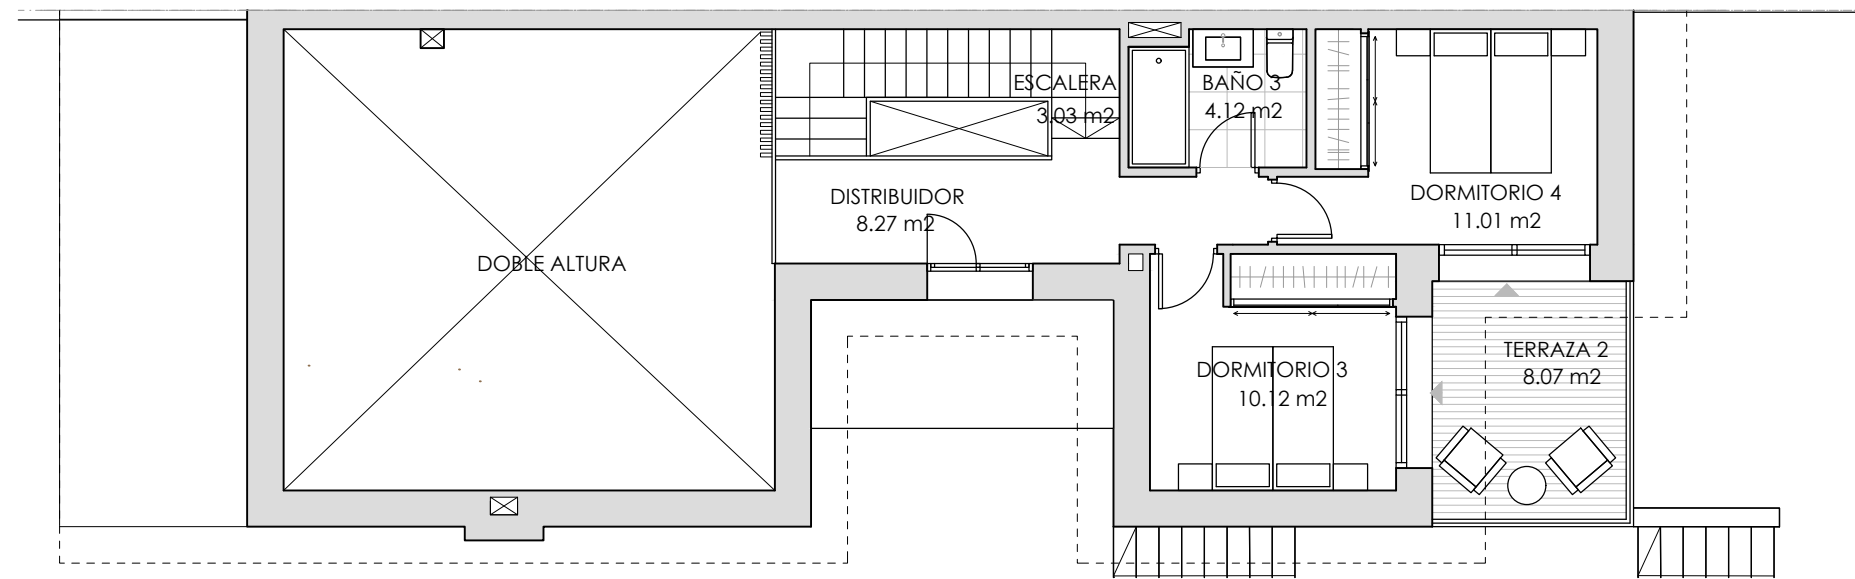 ESCALERA
3.03 m2
BAÑO 3
4.12 m2
DISTRIBUIDOR
8.27 m2
DORMITORIO 4
11.01 m2
DOBLE ALTURA
DORMITORIO 3
10.12 m2
TERRAZA 2
8.07 m2